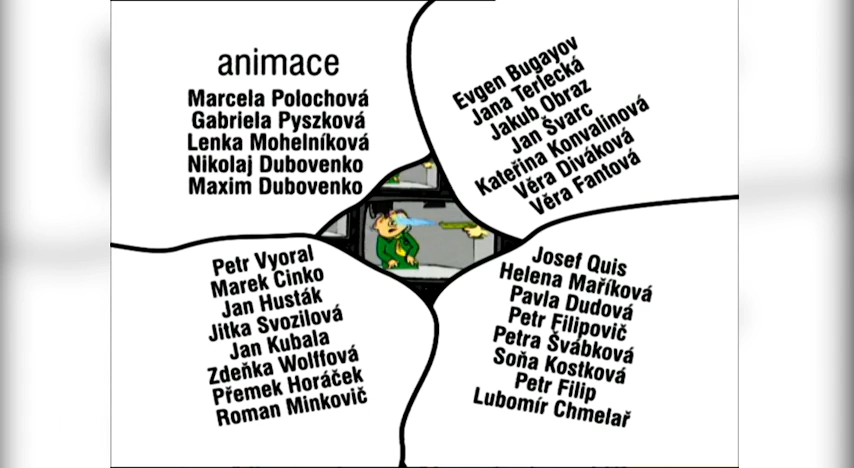 animace
Marcela Polochová
Gabriela Pyszková
Lenka Mohelníková
Nikolaj Dubovenko
Maxim Dubovenko
Evgen Bugayov
Jana Terlecká
Jakub Obraz
Jan Švarc
Kateřina Konvalinová
Věra Diváková
Věra Fantová
Petr Vyoral
Marek Cinko
Jan Husták
Jitka Svozilová
Jan Kubala
Zdeňka Wolffová
Přemek Horáček
Roman Minkovič
Josef Quis
Helena Maříková
Pavla Dudová
Petr Filipovič
Petra Švábková
Soňa Kostková
Petr Filip
Lubomír Chmelař